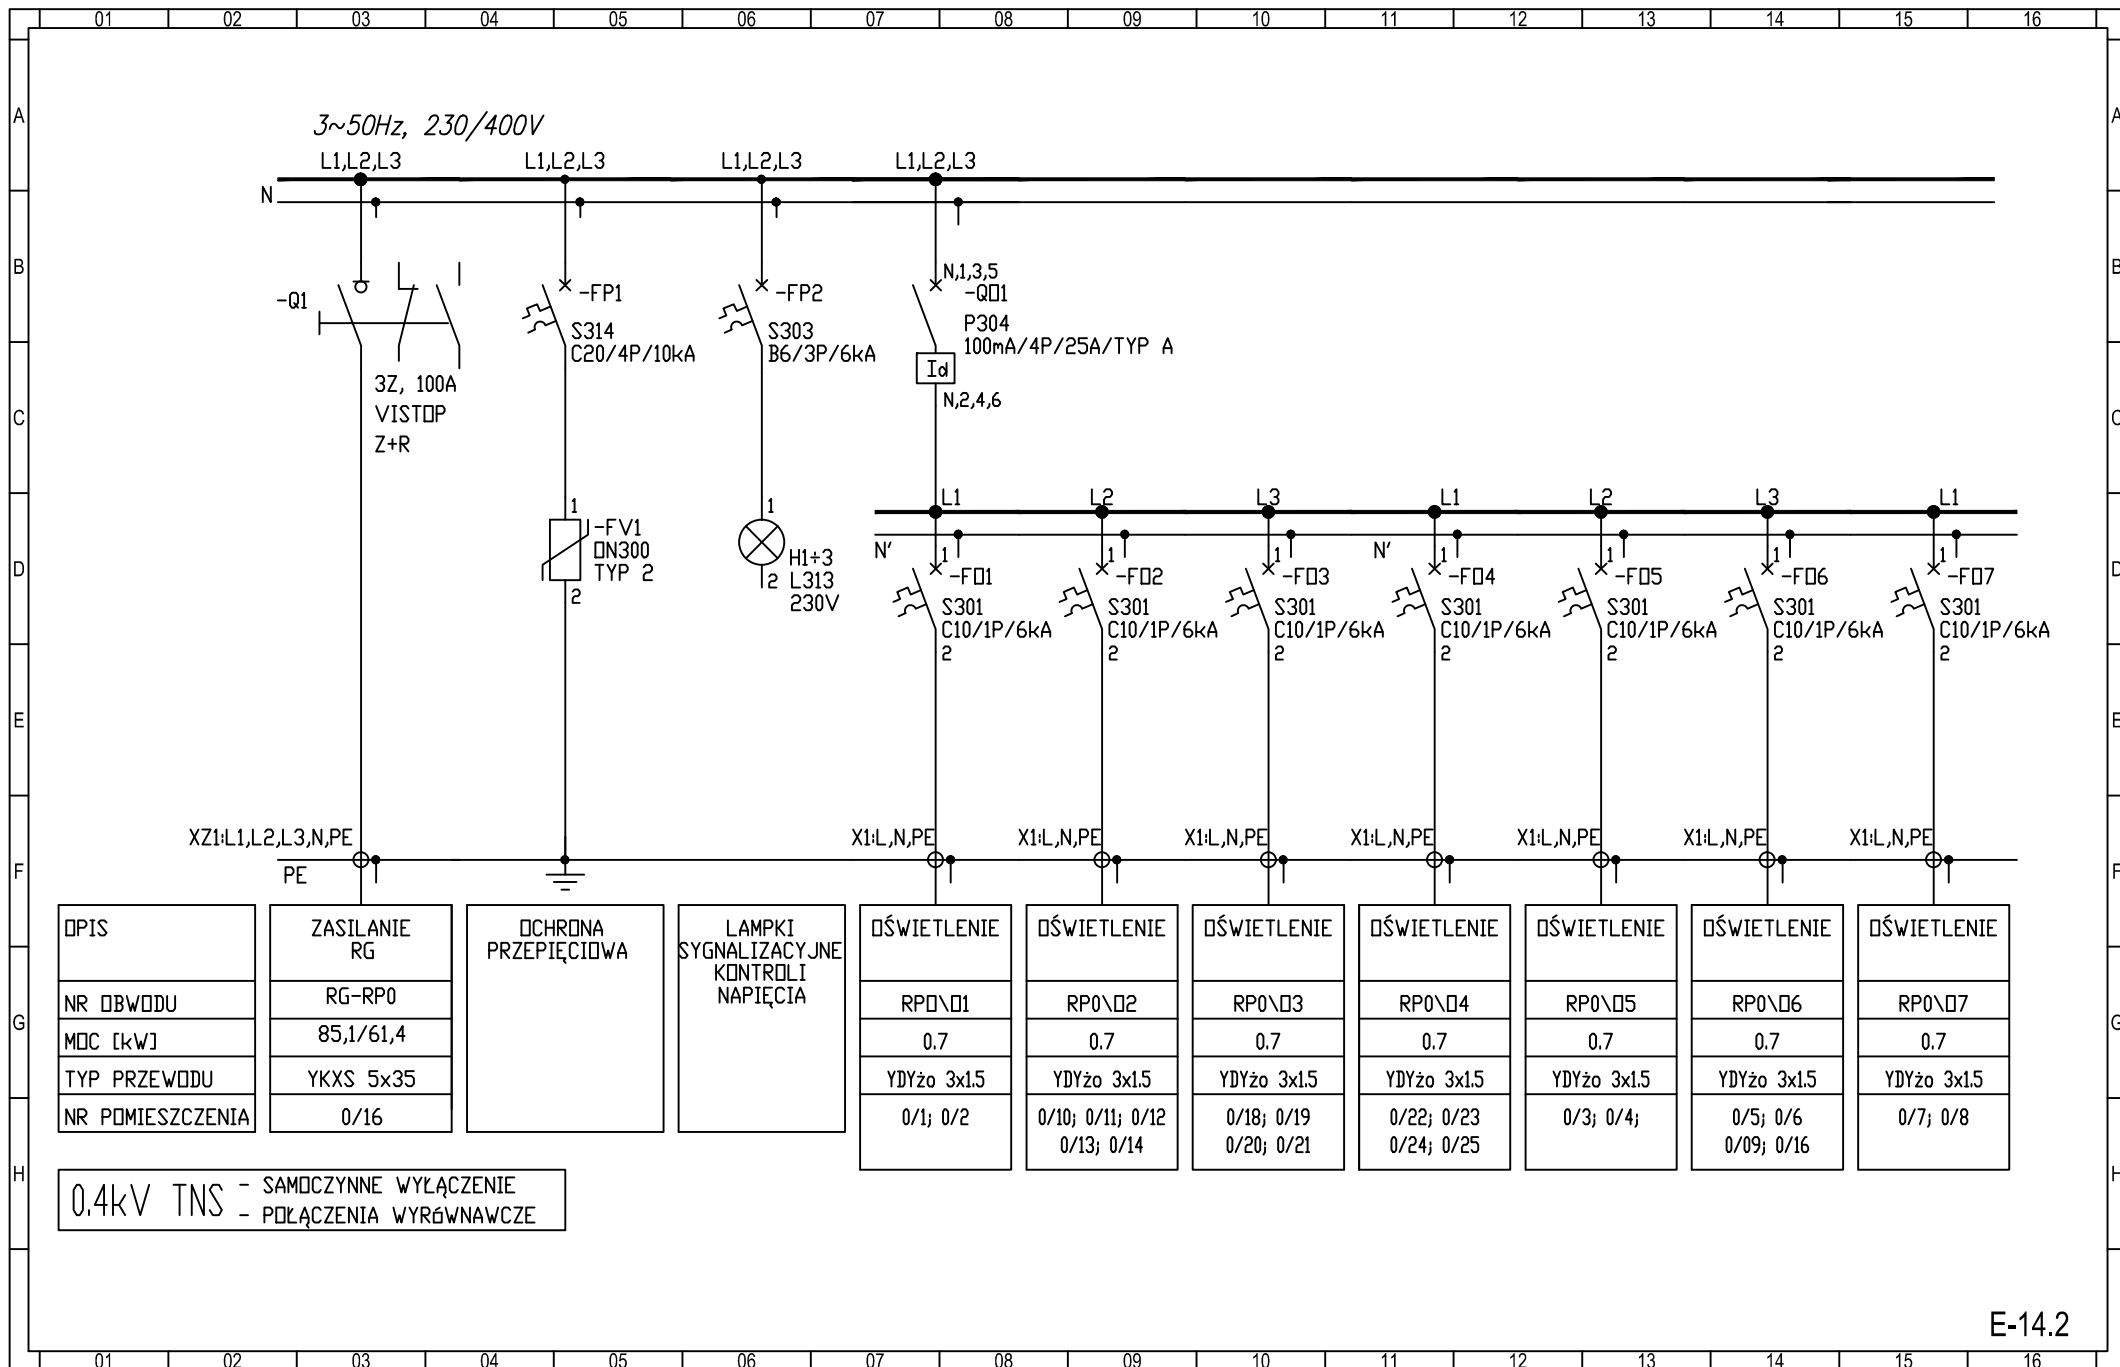 01 02 03 04 05 06 07 08 09 10 11 12 13 14 15 16
A A
3~50Hz, 230/400V
L1,L2,L3 L1,L2,L3 L1,L2,L3 L1,L2,L3
N
B B
-Q1
3Z, 100A
VISTOP
Z+R
-FP1
S314
C20/4P/10kA
-FP2
S303
B6/3P/6kA
N,1,3,5
-QO1
P304
100mA/4P/25A/TYP A
Id
N,2,4,6
C C
1
-FV1
ON300
TYP 2
2
1
H1÷3
2 L313
230V
L1 L2 L3 L1 L2 L3 L1
N' N'
D D
1 1 1 1 1 1 1
-FO1 -FO2 -FO3 -FO4 -FO5 -FO6 -FO7
S301 S301 S301 S301 S301 S301 S301
C10/1P/6kA C10/1P/6kA C10/1P/6kA C10/1P/6kA C10/1P/6kA C10/1P/6kA C10/1P/6kA
2 2 2 2 2 2 2
E E
XZ1:L1,L2,L3,N,PE X1:L,N,PE X1:L,N,PE X1:L,N,PE X1:L,N,PE X1:L,N,PE X1:L,N,PE X1:L,N,PE
PE
F F
OPIS
ZASILANIE
RG
OCHRONA
PRZEPIĘCIOWA
LAMPKI
SYGNALIZACYJNE
KONTROLI
NAPIĘCIA
OŚWIETLENIE OŚWIETLENIE OŚWIETLENIE OŚWIETLENIE OŚWIETLENIE OŚWIETLENIE OŚWIETLENIE
NR OBWODU RG-RP0 RPO\O1 RP0\O2 RP0\O3 RP0\O4 RP0\O5 RP0\O6 RP0\O7
G G
MOC [kW] 85,1/61,4 0.7 0.7 0.7 0.7 0.7 0.7 0.7
TYP PRZEWODU YKXS 5x35 YDYżo 3x1.5 YDYżo 3x1.5 YDYżo 3x1.5 YDYżo 3x1.5 YDYżo 3x1.5 YDYżo 3x1.5 YDYżo 3x1.5
NR POMIESZCZENIA 0/16 0/1; 0/2 0/10; 0/11; 0/12 0/18; 0/19 0/22; 0/23 0/3; 0/4; 0/5; 0/6 0/7; 0/8
0/13; 0/14 0/20; 0/21 0/24; 0/25 0/09; 0/16
H H
0.4kV TNS
- SAMOCZYNNE WYŁĄCZENIE
- POŁĄCZENIA WYRóWNAWCZE
E-14.2
01 02 03 04 05 06 07 08 09 10 11 12 13 14 15 16